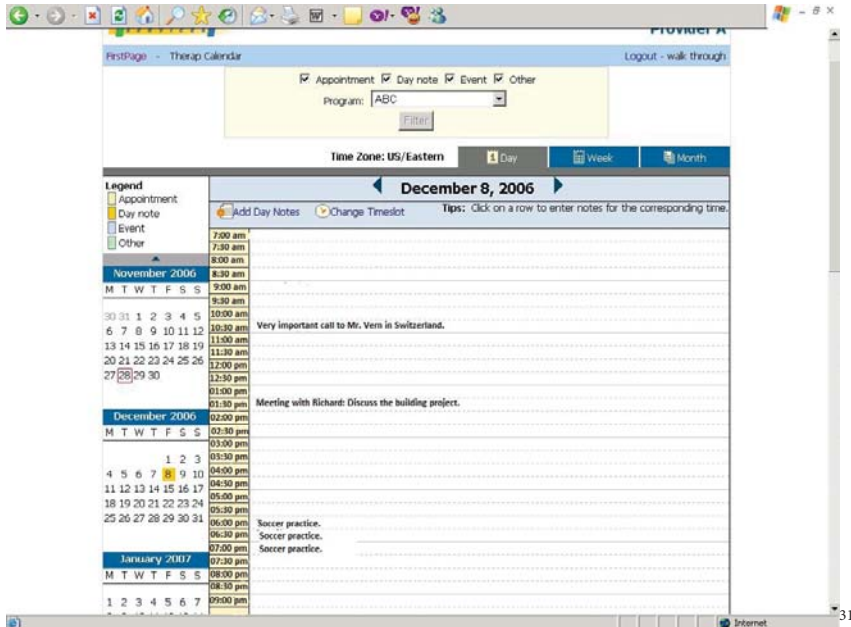 Provider A
FirstPage - Therap Calendar
Logout - walk through
Appointment Day note Event Other
Program: ABC
Filter
Time Zone: US/Eastern
1 Day
Week
Month
Legend
Appointment
Day note
Event
Other
December 8, 2006
Add Day Notes
Change Timeslot
Tips: Click on a row to enter notes for the corresponding time.
November 2006
M T W T F S S
30 31 1 2 3 4 5
6 7 8 9 10 11 12
13 14 15 16 17 18 19
20 21 22 23 24 25 26
27 28 29 30
December 2006
M T W T F S S
1 2 3
4 5 6 7 8 9 10
11 12 13 14 15 16 17
18 19 20 21 22 23 24
25 26 27 28 29 30 31
January 2007
M T W T F S S
1 2 3 4 5 6 7
7:00 am
7:30 am
8:00 am
8:30 am
9:00 am
9:30 am
10:00 am
10:30 am Very important call to Mr. Vern in Switzerland.
11:00 am
11:30 am
12:00 pm
12:30 pm
01:00 pm
01:30 pm Meeting with Richard: Discuss the building project.
02:00 pm
02:30 pm
03:00 pm
03:30 pm
04:00 pm
04:30 pm
05:00 pm
05:30 pm
06:00 pm Soccer practice.
06:30 pm Soccer practice.
07:00 pm Soccer practice.
07:30 pm
08:00 pm
08:30 pm
09:00 pm
Internet
31